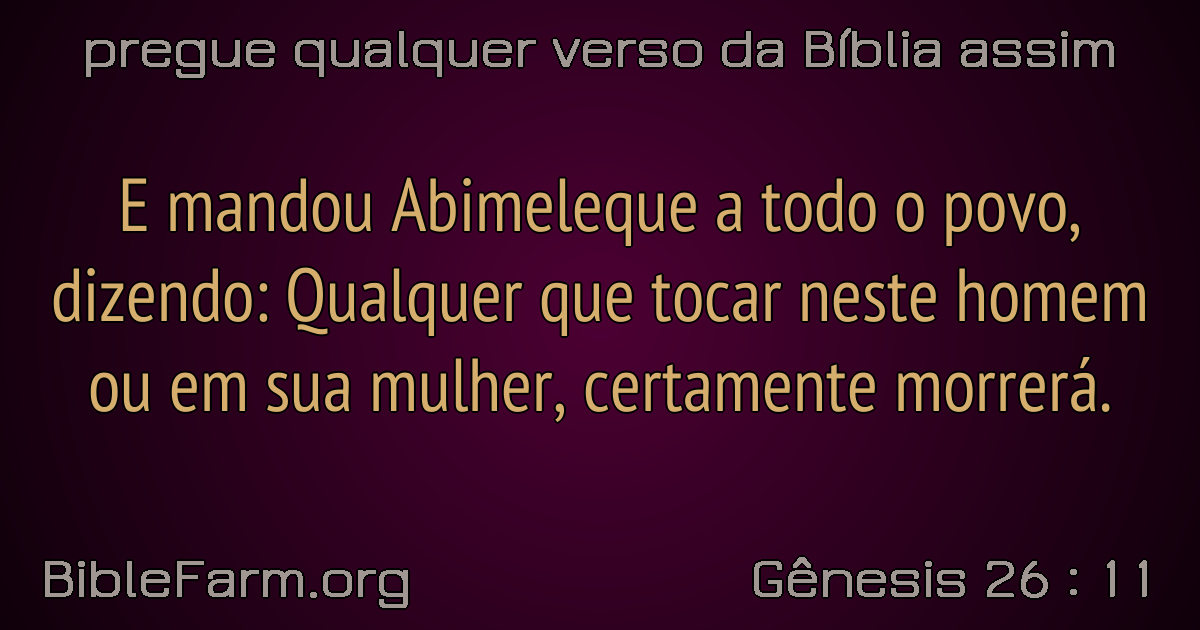 pregue qualquer verso da Bíblia assim
E mandou Abimeleque a todo o povo,
dizendo: Qualquer que tocar neste homem
ou em sua mulher, certamente morrerá.
BibleFarm.org
Gênesis 26 : 11